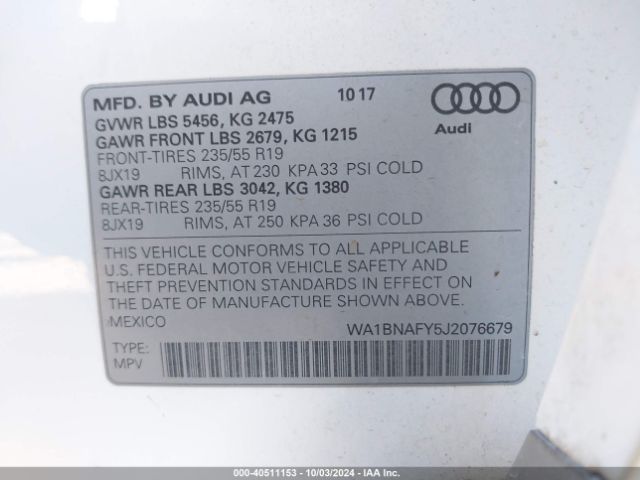 MFD. BY AUDI AG 10 17
GVWR LBS 5456, KG 2475
GAWR FRONT LBS 2679, KG 1215
FRONT-TIRES 235/55 R19
8JX19 RIMS, AT 230 KPA 33 PSI COLD
GAWR REAR LBS 3042, KG 1380
REAR-TIRES 235/55 R19
8JX19 RIMS, AT 250 KPA 36 PSI COLD
Audi
THIS VEHICLE CONFORMS TO ALL APPLICABLE
U.S. FEDERAL MOTOR VEHICLE SAFETY AND
THEFT PREVENTION STANDARDS IN EFFECT ON
THE DATE OF MANUFACTURE SHOWN ABOVE.
MEXICO WA1BNAFY5J2076679
TYPE:
MPV
000-40511153 - 10/03/2024 - IAA Inc.